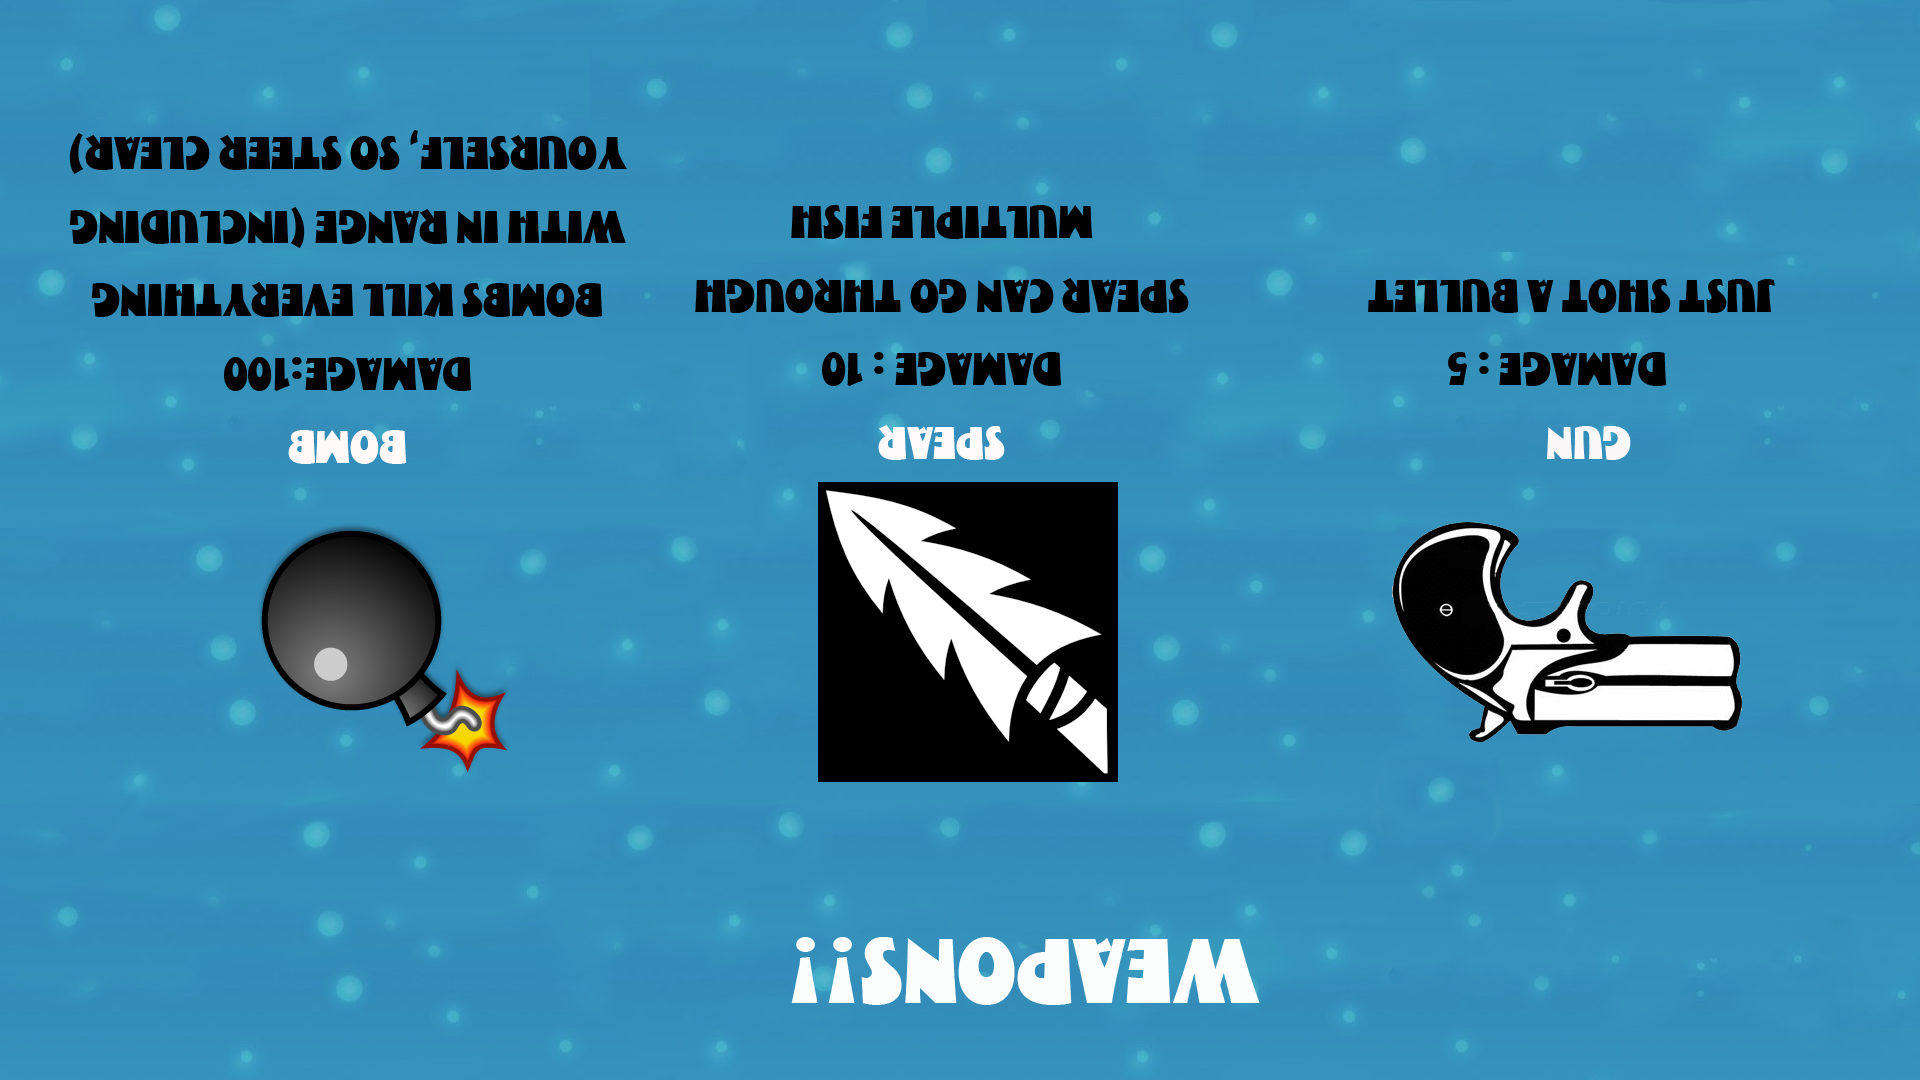 WEAPONS!!
GUN
DAMAGE : 5
JUST SHOT A BULLET
SPEAR
DAMAGE : 10
SPEAR CAN GO THROUGH
MULTIPLE FISH
BOMB
DAMAGE:100
BOMBS KILL EVERYTHING
WITH IN RANGE (INCLUDING
YOURSELF, SO STEER CLEAR)